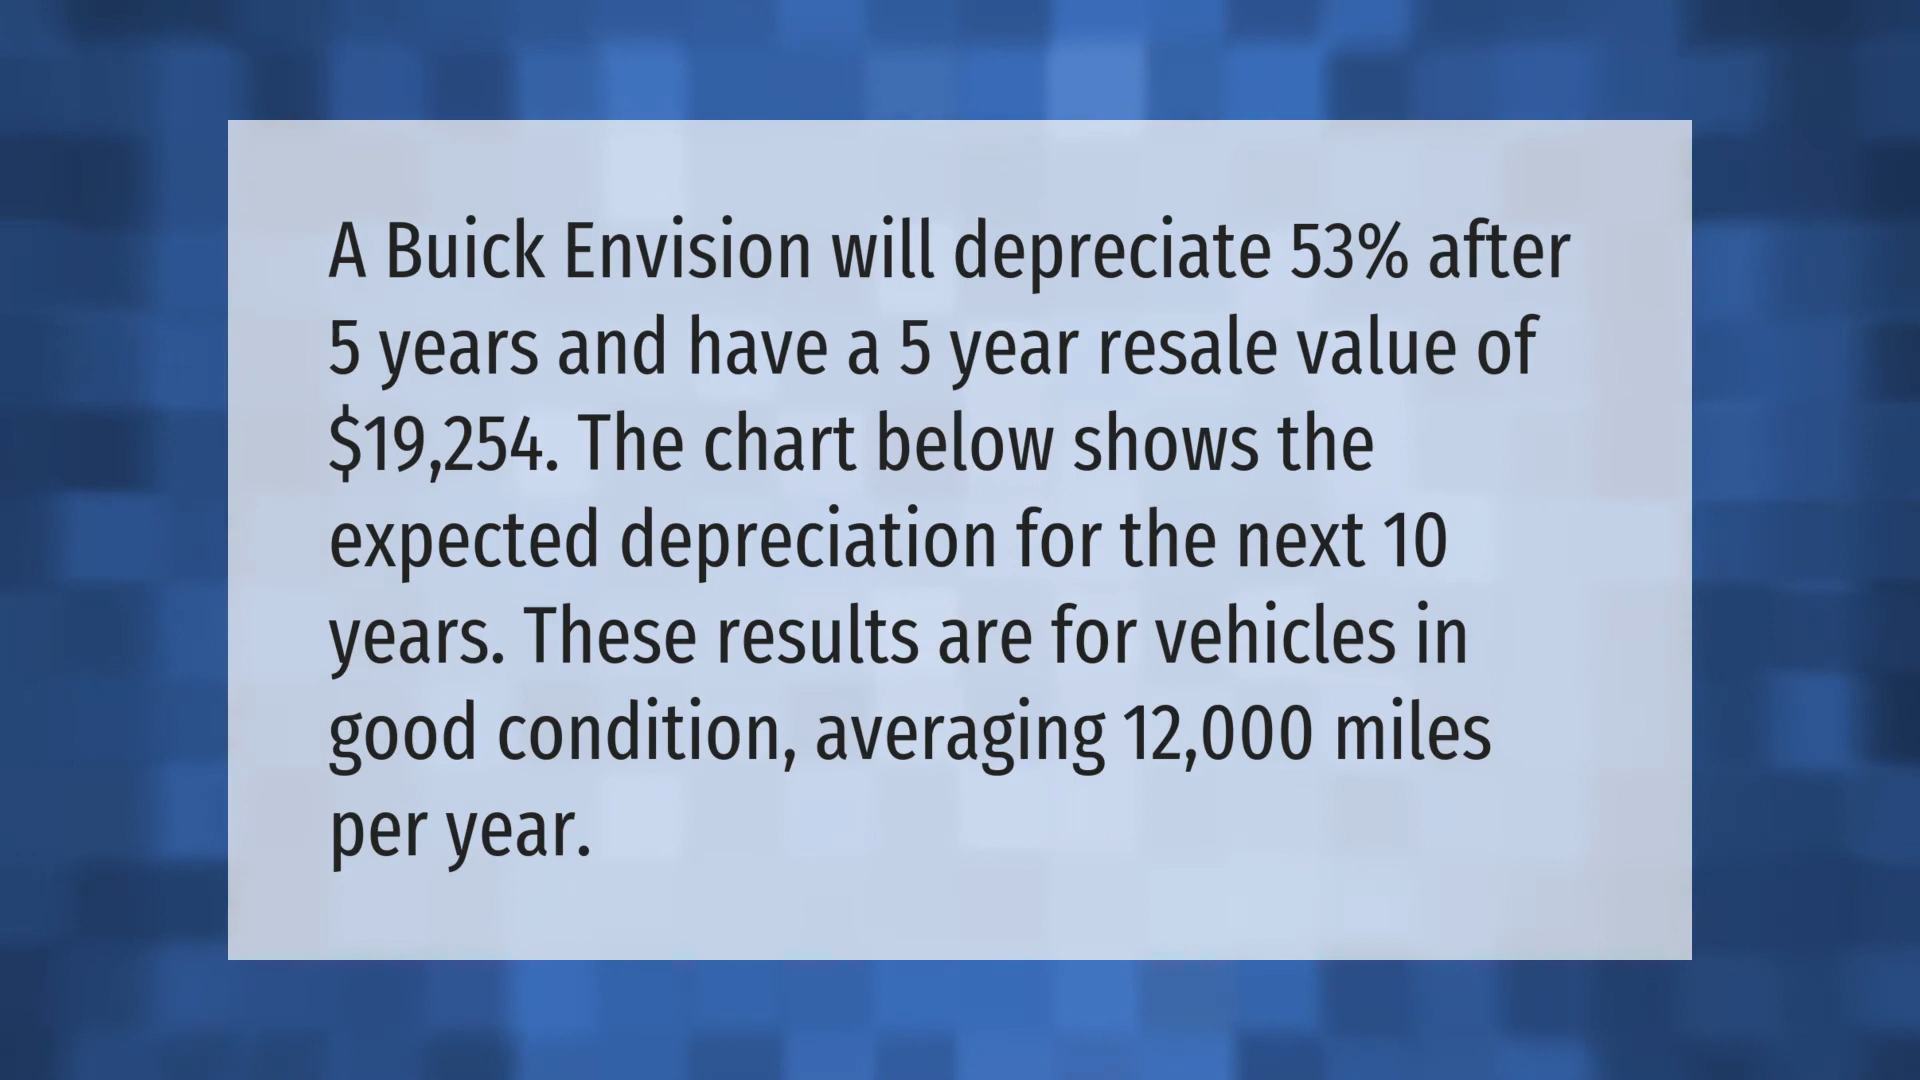 A Buick Envision will depreciate 53% after
5 years and have a 5 year resale value of
$19,254. The chart below shows the
expected depreciation for the next 10
years. These results are for vehicles in
good condition, averaging 12,000 miles
per year.